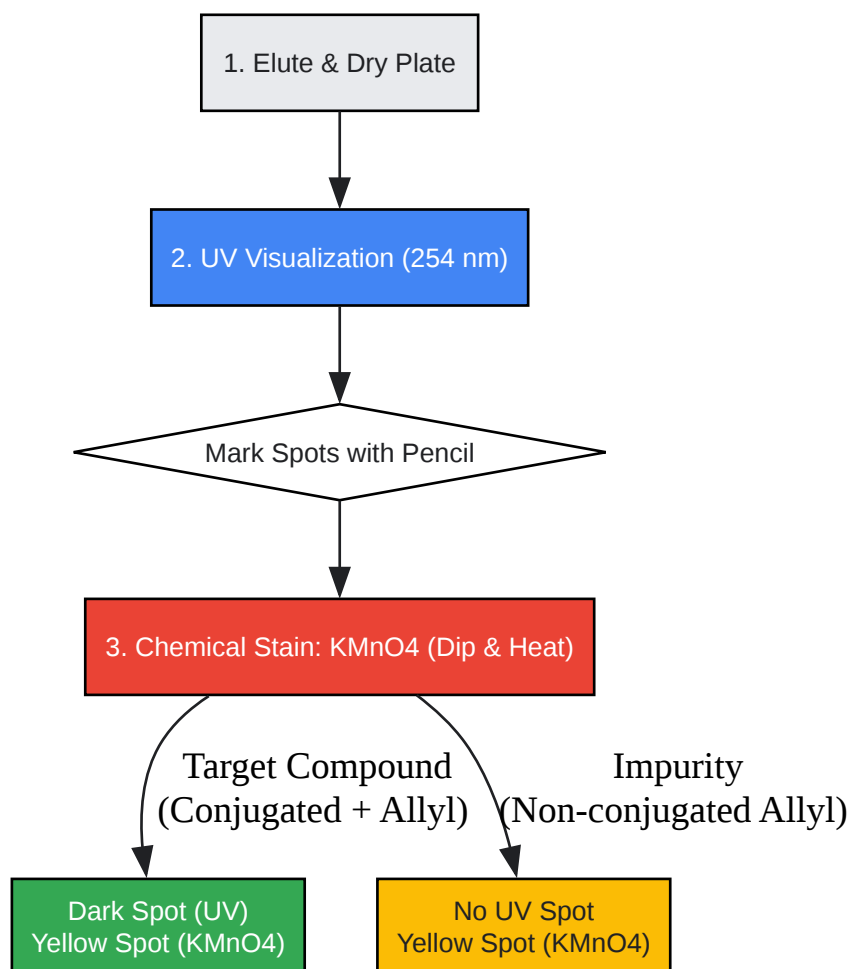 1. Elute & Dry Plate
2. UV Visualization (254 nm)
Mark Spots with Pencil
3. Chemical Stain: KMnO4 (Dip & Heat)
Target Compound
(Conjugated + Allyl)
Impurity
(Non-conjugated Allyl)
Dark Spot (UV)
Yellow Spot (KMnO4)
No UV Spot
Yellow Spot (KMnO4)